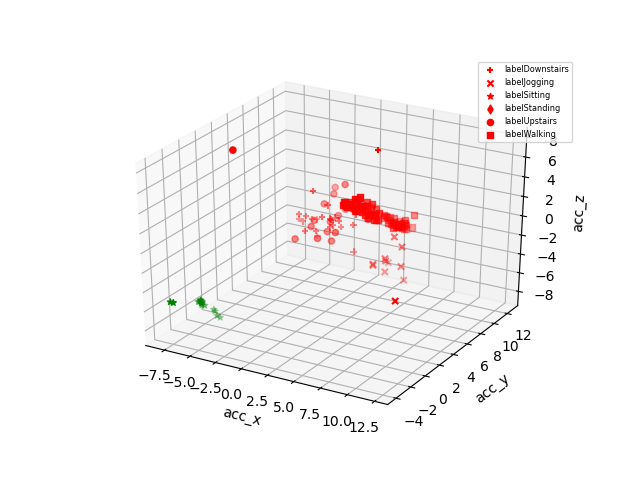 labelDownstairs
labelJogging
labelSitting
labelStanding
labelUpstairs
labelWalking
6
4
2
0
−2
−4
−6
−8
acc_z
−7.5
−5.0
−2.5
0.0
2.5
5.0
7.5
10.0
12.5
acc_x
−4
−2
0
2
4
6
8
10
12
acc_y